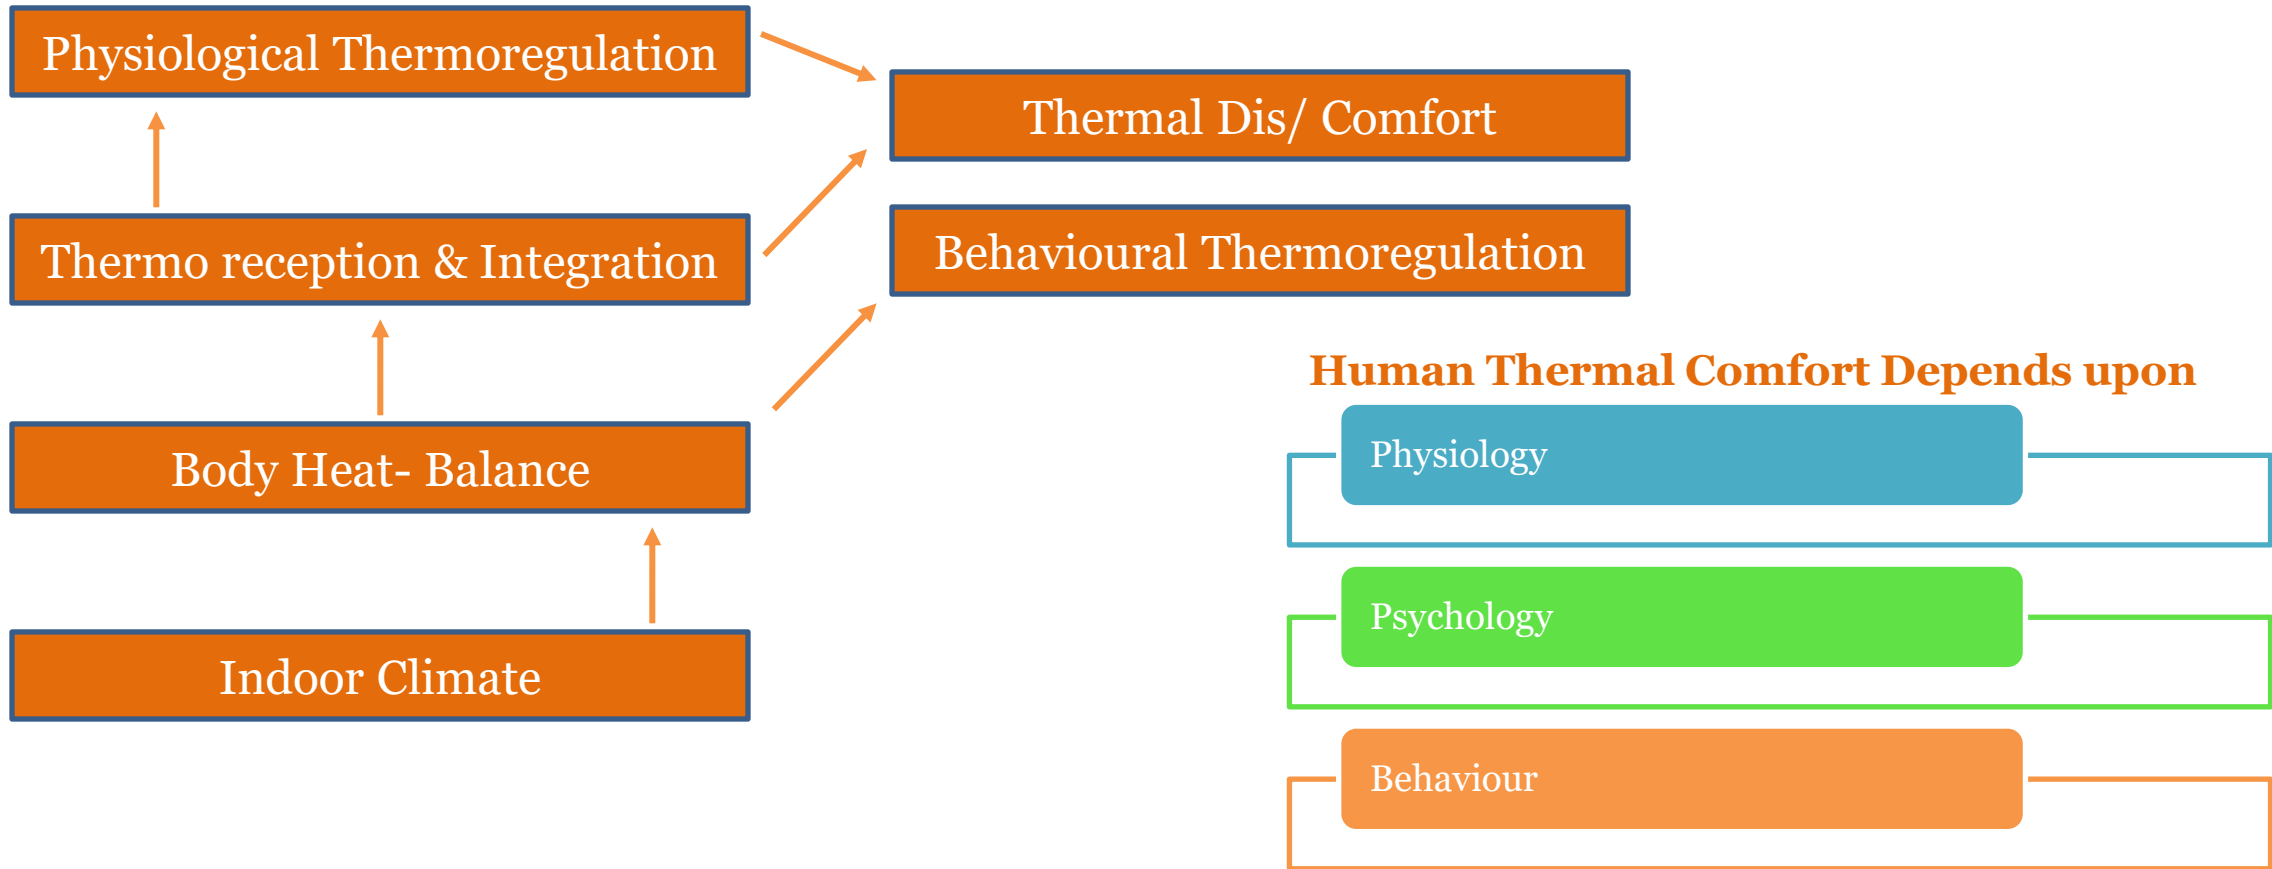 Physiological Thermoregulation
Thermal Dis/ Comfort
Thermo reception & Integration
Behavioural Thermoregulation
Body Heat- Balance
Indoor Climate
Human Thermal Comfort Depends upon
Physiology
Psychology
Behaviour